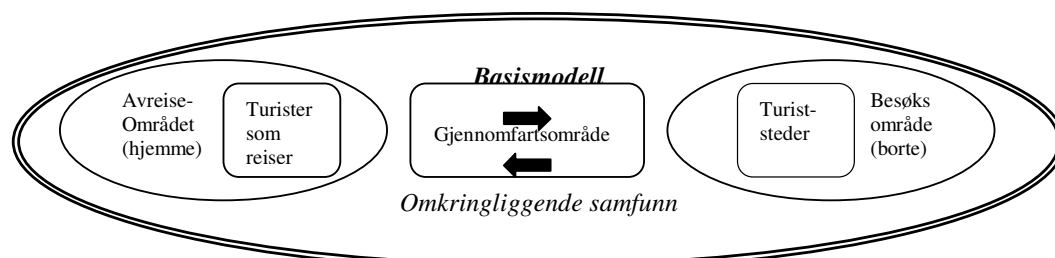 Basismodell
Avreise-
Området
(hjemme)
Turister
som
reiser
Gjennomfartsområde
Turist-
steder
Besøks
område
(borte)
Omkringliggende samfunn